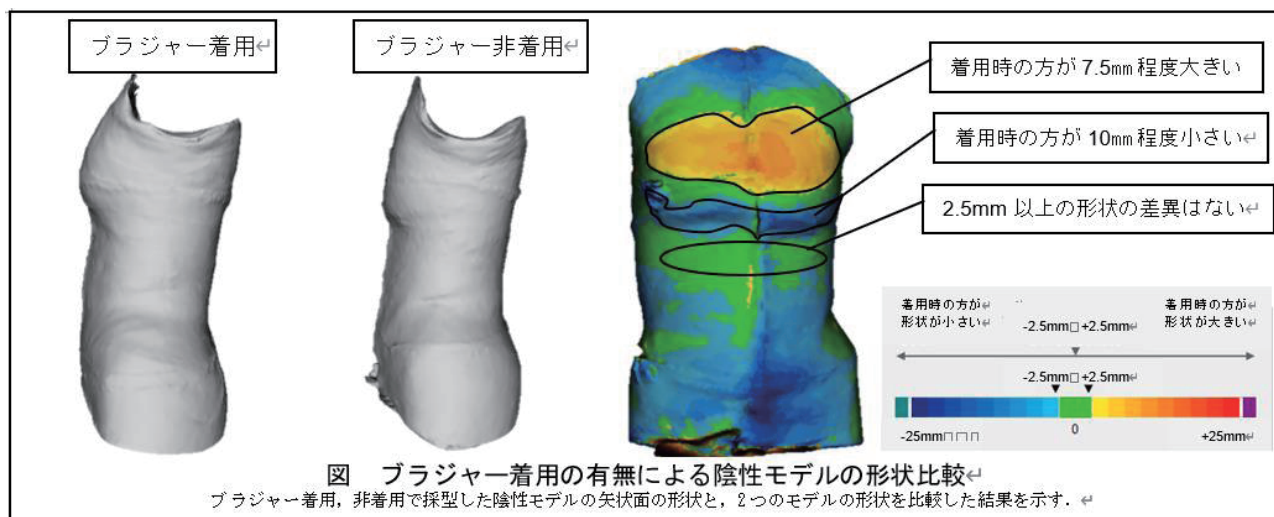 ブラジャー着用↵
ブラジャー非着用↵
着用時の方が 7.5㎜程度大きい
着用時の方が 10㎜程度小さい↵
2.5mm 以上の形状の差異はない↵
着用時の方が↵
形状が小さい↵
着用時の方が↵
形状が大きい↵
-2.5mm□+2.5mm↵
-2.5mm□+2.5mm↵
-25mm□□□
0
+25mm↵
図 ブラジャー着用の有無による陰性モデルの形状比較↵
ブラジャー着用，非着用で採型した陰性モデルの矢状面の形状と，2つのモデルの形状を比較した結果を示す．↵